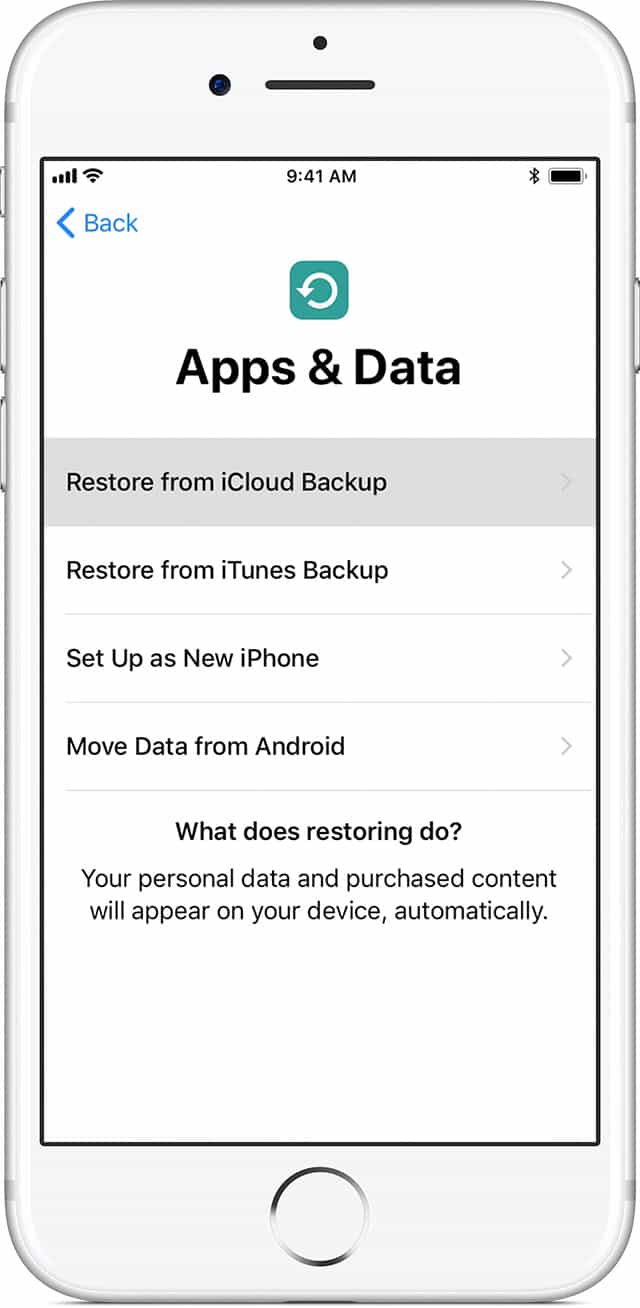 9:41 AM
Back
Apps & Data
Restore from iCloud Backup
Restore from iTunes Backup
Set Up as New iPhone
Move Data from Android
What does restoring do?
Your personal data and purchased content
will appear on your device, automatically.